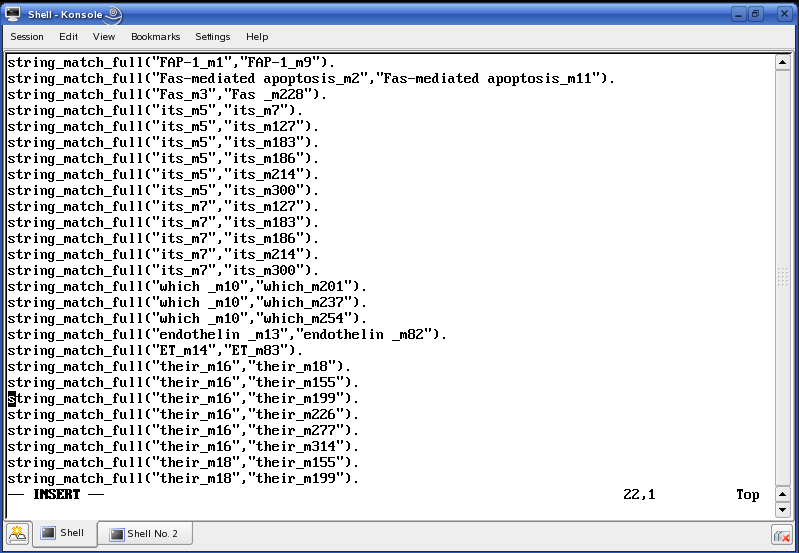 Shell - Konsole
Session Edit View Bookmarks Settings Help
string_match_full("FAP-1_m1","FAP-1_m9").
string_match_full("Fas-mediated apoptosis_m2","Fas-mediated apoptosis_m11").
string_match_full("Fas_m3","Fas _m228").
string_match_full("its_m5","its_m7").
string_match_full("its_m5","its_m127").
string_match_full("its_m5","its_m183").
string_match_full("its_m5","its_m186").
string_match_full("its_m5","its_m214").
string_match_full("its_m5","its_m300").
string_match_full("its_m7","its_m127").
string_match_full("its_m7","its_m183").
string_match_full("its_m7","its_m186").
string_match_full("its_m7","its_m214").
string_match_full("its_m7","its_m300").
string_match_full("which _m10","which_m201").
string_match_full("which _m10","which_m237").
string_match_full("which _m10","which_m254").
string_match_full("endothelin _m13","endothelin _m82").
string_match_full("ET_m14","ET_m83").
string_match_full("their_m16","their_m18").
string_match_full("their_m16","their_m155").
string_match_full("their_m16","their_m199").
string_match_full("their_m16","their_m226").
string_match_full("their_m16","their_m277").
string_match_full("their_m16","their_m314").
string_match_full("their_m18","their_m155").
string_match_full("their_m18","their_m199").
-- INSERT -- 22,1 Top
Shell Shell No. 2